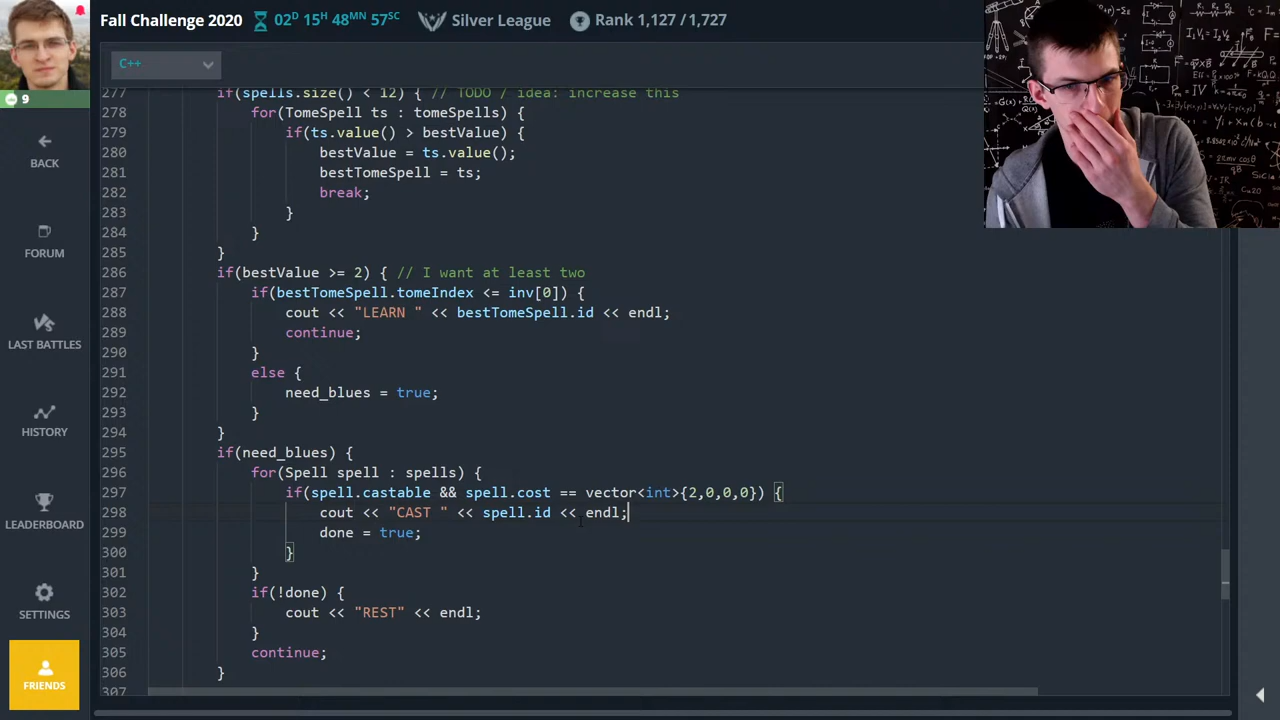 Fall Challenge 2020 02D 15H 48MN 57SC Silver League Rank 1,127 / 1,727
C++
9
BACK
FORUM
LAST BATTLES
HISTORY
LEADERBOARD
SETTINGS
FRIENDS
277 if(spells.size() < 12) { // TODO / idea: increase this
278 for(TomeSpell ts : tomeSpells) {
279 if(ts.value() > bestValue) {
280 bestValue = ts.value();
281 bestTomeSpell = ts;
282 break;
283 }
284 }
285 }
286 if(bestValue >= 2) { // I want at least two
287 if(bestTomeSpell.tomeIndex <= inv[0]) {
288 cout << "LEARN " << bestTomeSpell.id << endl;
289 continue;
290 }
291 else {
292 need_blues = true;
293 }
294 }
295 if(need_blues) {
296 for(Spell spell : spells) {
297 if(spell.castable && spell.cost == vector<int>{2,0,0,0}) {
298 cout << "CAST " << spell.id << endl;
299 done = true;
300 }
301 }
302 if(!done) {
303 cout << "REST" << endl;
304 }
305 continue;
306 }
307